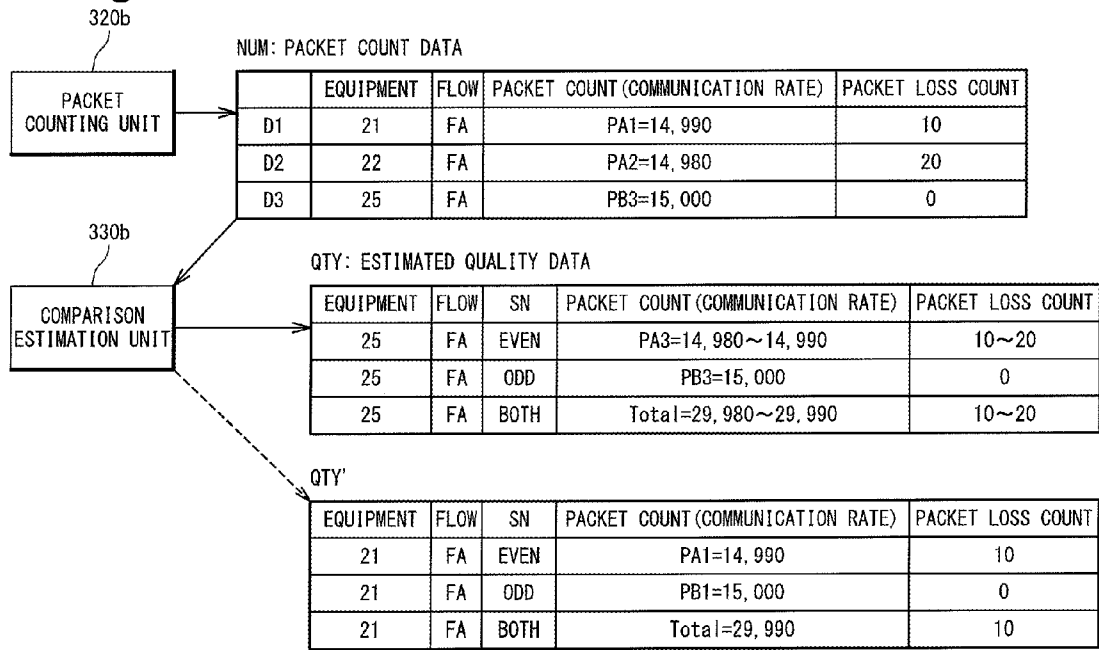 320b
NUM: PACKET COUNT DATA
PACKET
COUNTING UNIT
EQUIPMENT FLOW PACKET COUNT(COMMUNICATION RATE) PACKET LOSS COUNT
D1 21 FA PA1=14,990 10
D2 22 FA PA2=14,980 20
D3 25 FA PB3=15,000 0
330b
COMPARISON
ESTIMATION UNIT
QTY: ESTIMATED QUALITY DATA
EQUIPMENT FLOW SN PACKET COUNT(COMMUNICATION RATE) PACKET LOSS COUNT
25 FA EVEN PA3=14,980~14,990 10~20
25 FA ODD PB3=15,000 0
25 FA BOTH Total=29,980~29,990 10~20
QTY'
EQUIPMENT FLOW SN PACKET COUNT(COMMUNICATION RATE) PACKET LOSS COUNT
21 FA EVEN PA1=14,990 10
21 FA ODD PB1=15,000 0
21 FA BOTH Total=29,990 10